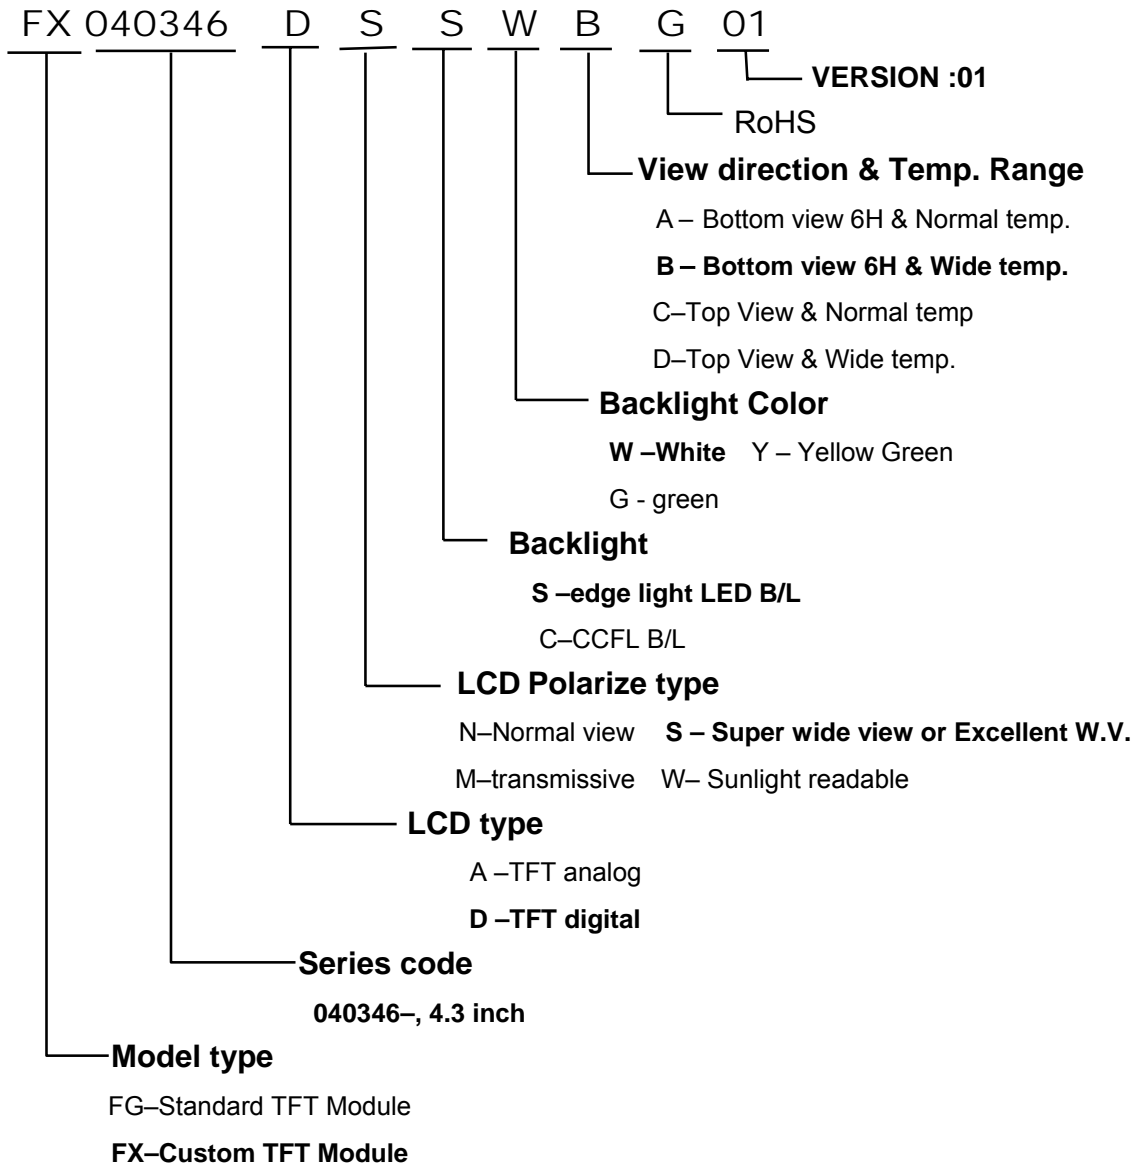 FX 040346 D S S W B G 01
VERSION :01
RoHS
View direction & Temp. Range
A – Bottom view 6H & Normal temp.
B – Bottom view 6H & Wide temp.
C–Top View & Normal temp
D–Top View & Wide temp.
Backlight Color
W –White Y – Yellow Green
G - green
Backlight
S –edge light LED B/L
C–CCFL B/L
LCD Polarize type
N–Normal view S – Super wide view or Excellent W.V.
M–transmissive W– Sunlight readable
LCD type
A –TFT analog
D –TFT digital
Series code
040346–, 4.3 inch
Model type
FG–Standard TFT Module
FX–Custom TFT Module